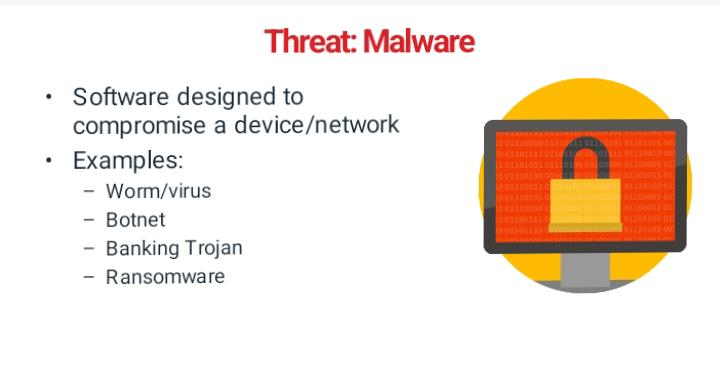 Threat: Malware
• Software designed to
compromise a device/network
• Examples:
– Worm/virus
– Botnet
– Banking Trojan
– Ransomware